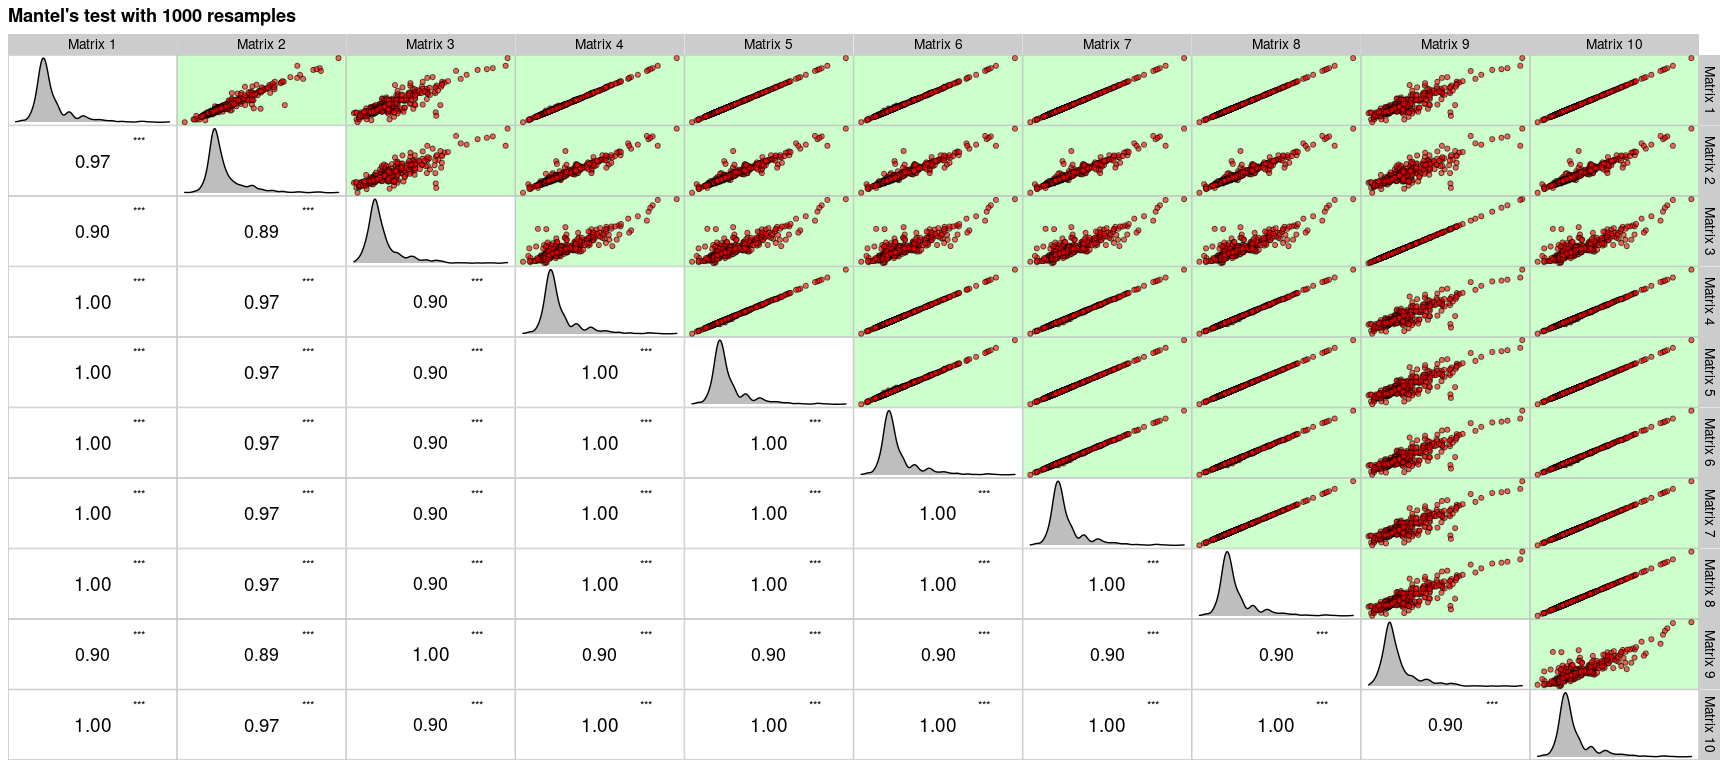 Mantel's test with 1000 resamples
Matrix 1 Matrix 2 Matrix 3 Matrix 4 Matrix 5 Matrix 6 Matrix 7 Matrix 8 Matrix 9 Matrix 10
Matrix 1
***
0.97
Matrix 2
*** ***
0.90 0.89
Matrix 3
*** *** ***
1.00 0.97 0.90
Matrix 4
*** *** *** ***
1.00 0.97 0.90 1.00
Matrix 5
*** *** *** *** ***
1.00 0.97 0.90 1.00 1.00
Matrix 6
*** *** *** *** *** ***
1.00 0.97 0.90 1.00 1.00 1.00
Matrix 7
*** *** *** *** *** *** ***
1.00 0.97 0.90 1.00 1.00 1.00 1.00
Matrix 8
*** *** *** *** *** *** *** ***
0.90 0.89 1.00 0.90 0.90 0.90 0.90 0.90
Matrix 9
*** *** *** *** *** *** *** *** ***
1.00 0.97 0.90 1.00 1.00 1.00 1.00 1.00 0.90
Matrix 10